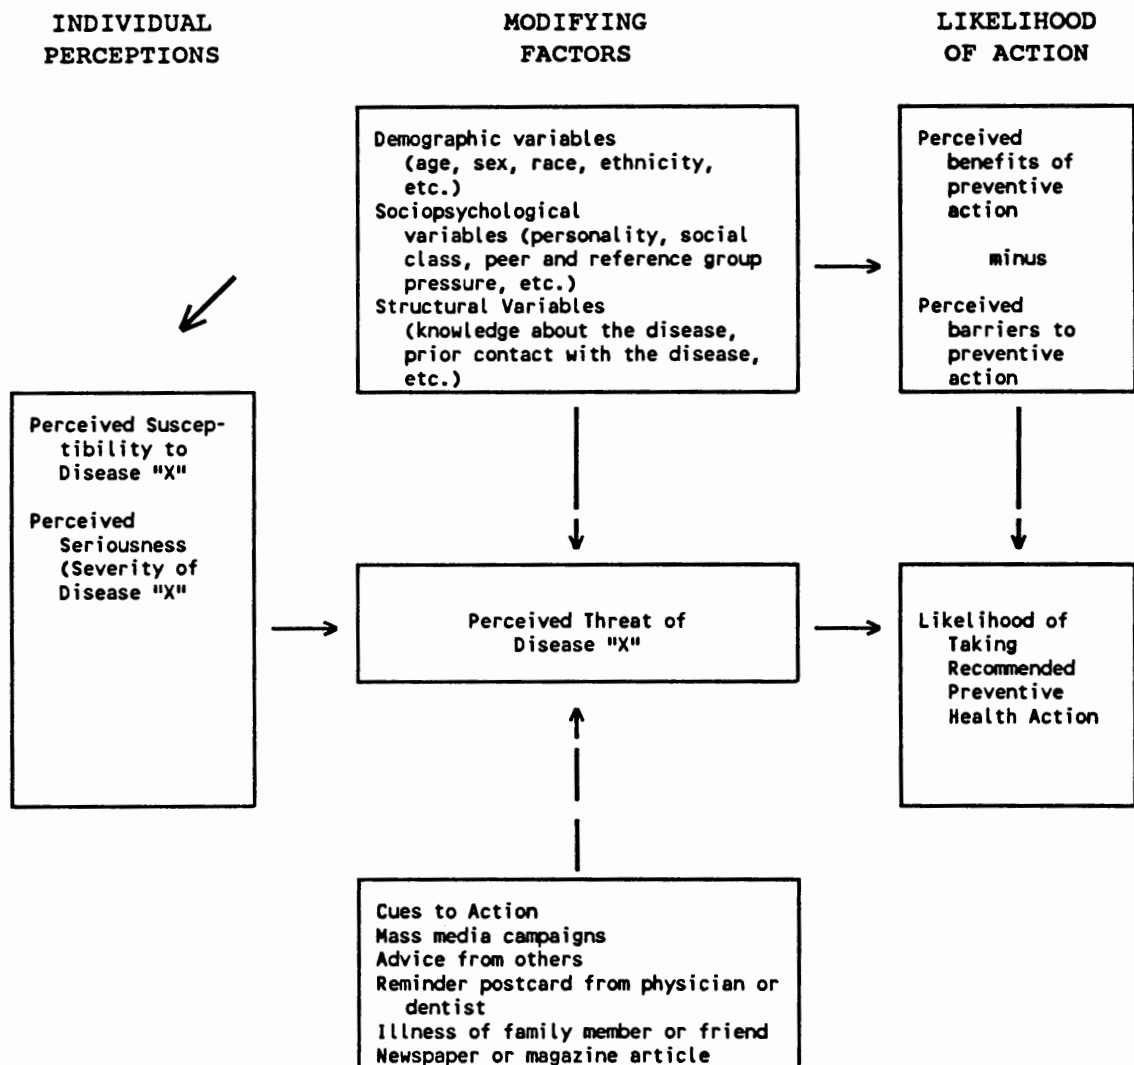 INDIVIDUAL
PERCEPTIONS
MODIFYING
FACTORS
LIKELIHOOD
OF ACTION
Demographic variables
(age, sex, race, ethnicity,
etc.)
Sociopsychological
variables (personality, social
class, peer and reference group
pressure, etc.)
Structural Variables
(knowledge about the disease,
prior contact with the disease,
etc.)
Perceived
benefits of
preventive
action
minus
Perceived
barriers to
preventive
action
Perceived Suscep-
tibility to
Disease "X"
Perceived
Seriousness
(Severity of
Disease "X"
Perceived Threat of
Disease "X"
Likelihood of
Taking
Recommended
Preventive
Health Action
Cues to Action
Mass media campaigns
Advice from others
Reminder postcard from physician or
dentist
Illness of family member or friend
Newspaper or magazine article